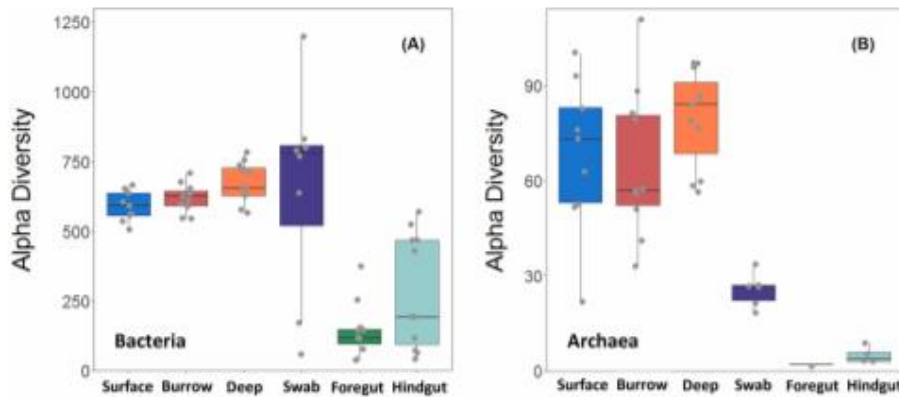 (A)
Alpha Diversity
1250
1000
750
500
250
0
Bacteria
Surface Burrow Deep Swab Foregut Hindgut
(B)
Alpha Diversity
90
60
30
0
Archaea
Surface Burrow Deep Swab Foregut Hindgut